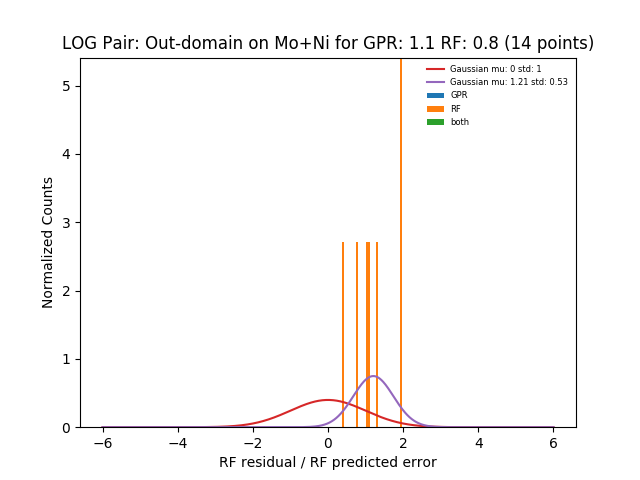 LOG Pair: Out-domain on Mo+Ni for GPR: 1.1 RF: 0.8 (14 points)
Gaussian mu: 0 std: 1
Gaussian mu: 1.21 std: 0.53
GPR
RF
both
Normalized Counts
5
4
3
2
1
0
−6 −4 −2 0 2 4 6
RF residual / RF predicted error